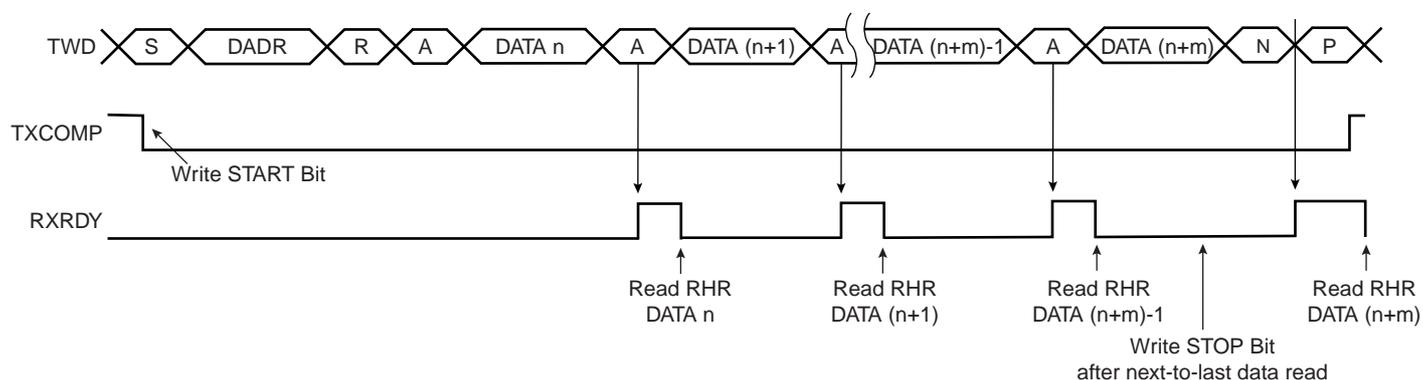 TWD S DADR R A DATA n A DATA (n+1) A DATA (n+m)-1 A DATA (n+m) N P
TXCOMP
Write START Bit
RXRDY
Read RHR Read RHR Read RHR Read RHR
DATA n DATA (n+1) DATA (n+m)-1 DATA (n+m)
Write STOP Bit
after next-to-last data read